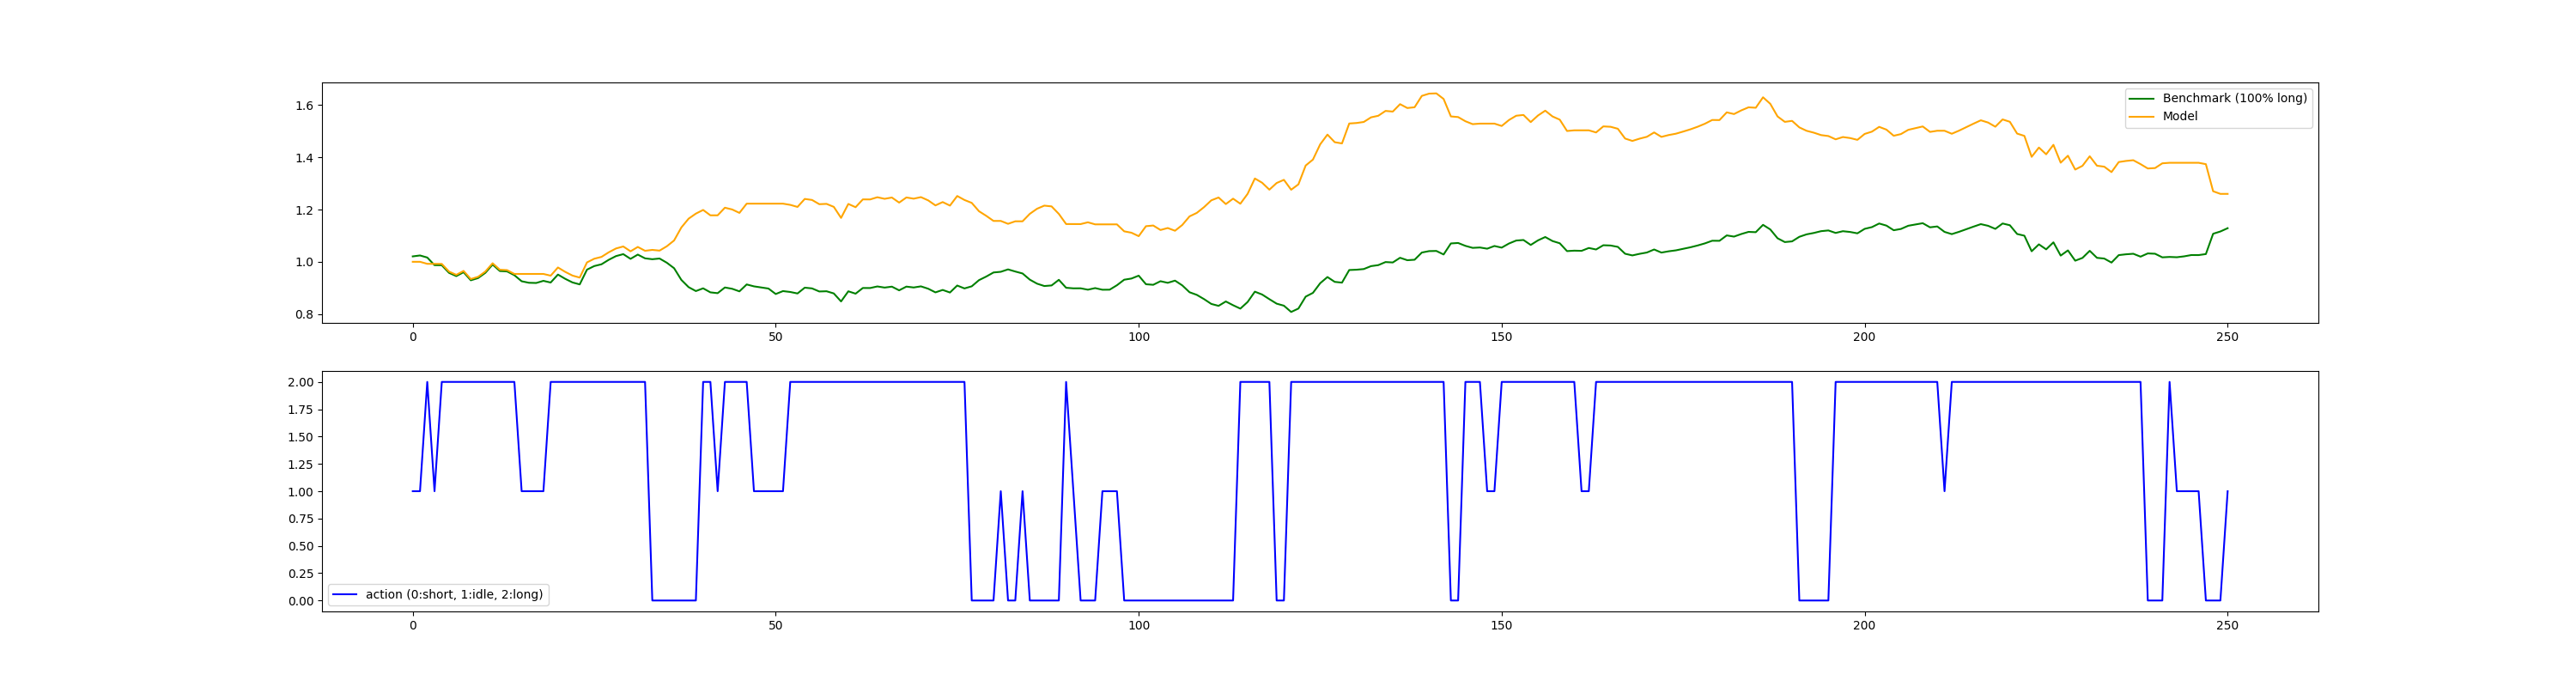 1.6
1.4
1.2
1.0
0.8
Benchmark (100% long)
Model
0 50 100 150 200 250
2.00
1.75
1.50
1.25
1.00
0.75
0.50
0.25
0.00
action (0:short, 1:idle, 2:long)
0 50 100 150 200 250